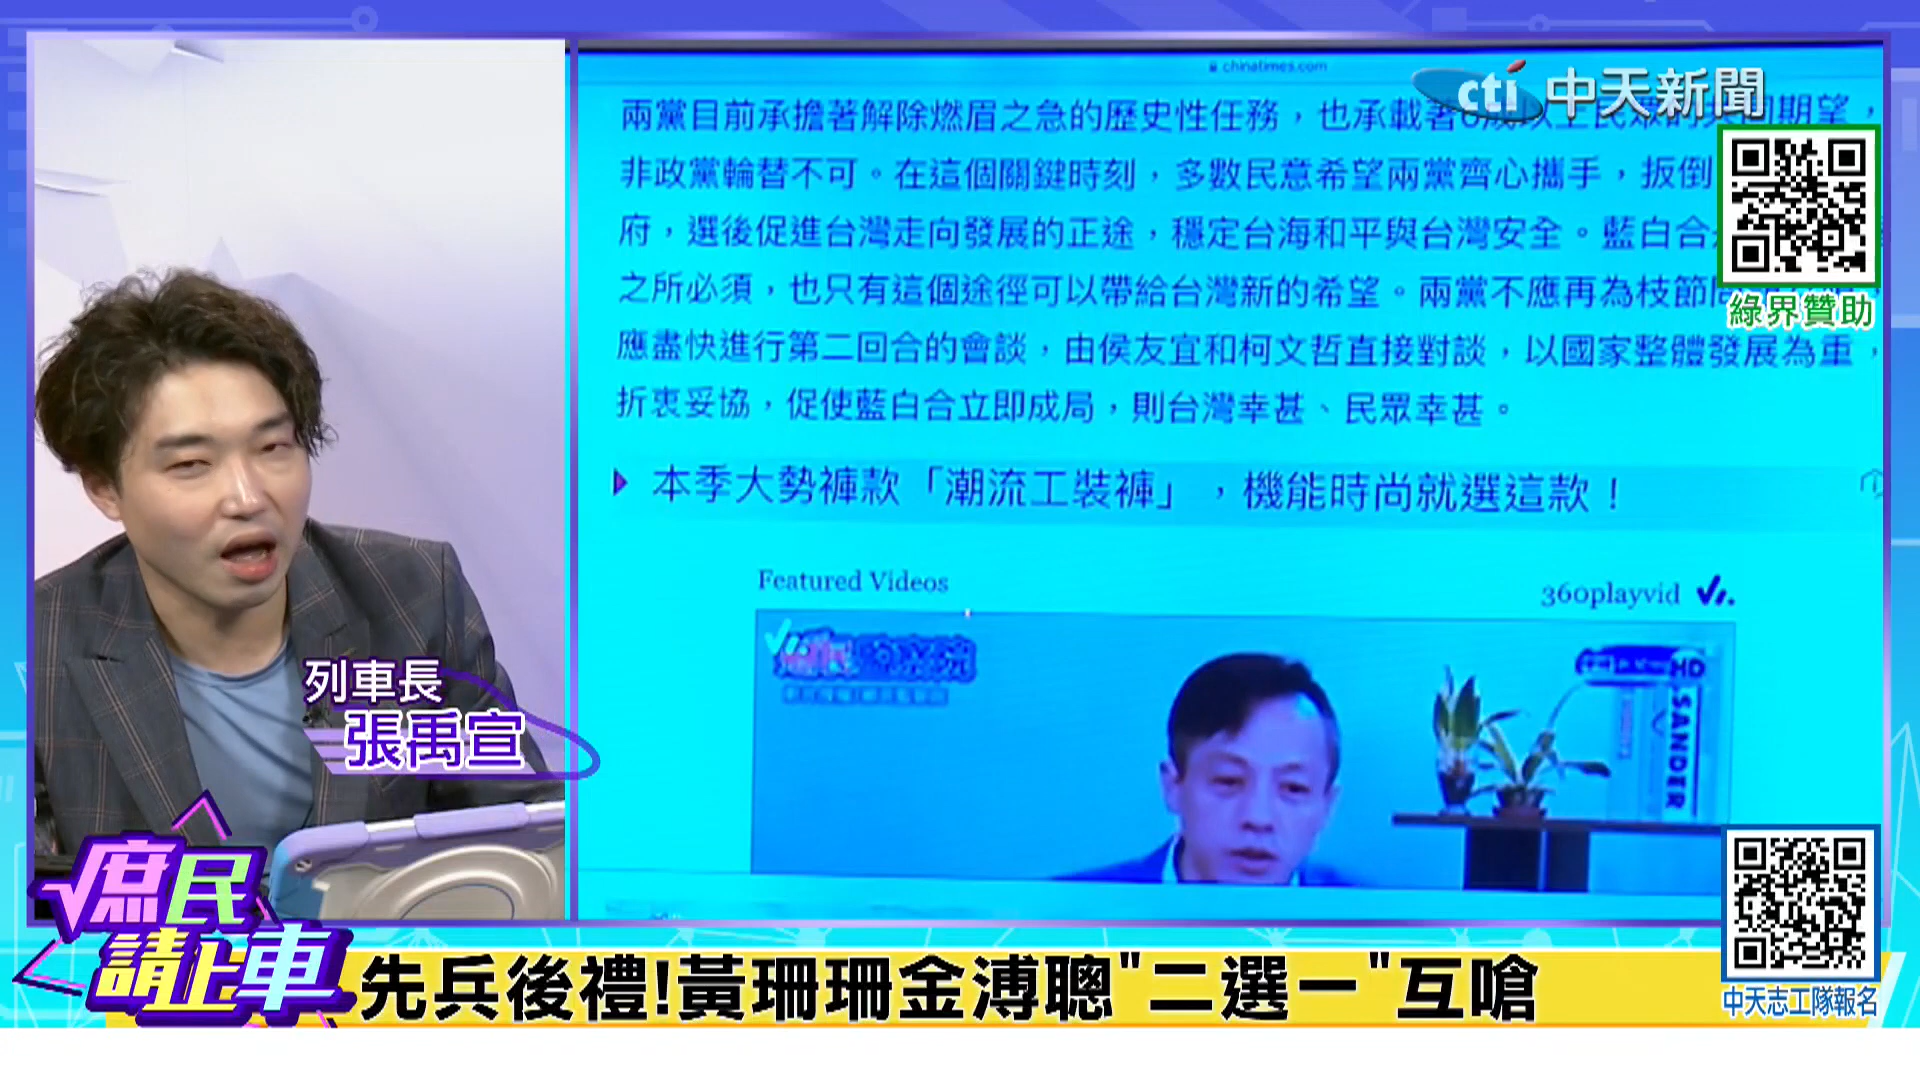 chinatimes.com
cti 中天新聞
兩黨目前承擔著解除燃眉之急的歷史性任務，也承載著6成以上民眾的共同期望，
非政黨輪替不可。在這個關鍵時刻，多數民意希望兩黨齊心攜手，扳倒
府，選後促進台灣走向發展的正途，穩定台海和平與台灣安全。藍白合
之所必須，也只有這個途徑可以帶給台灣新的希望。兩黨不應再為枝節
應盡快進行第二回合的會談，由侯友宜和柯文哲直接對談，以國家整體發展為重，
折衷妥協，促使藍白合立即成局，則台灣幸甚、民眾幸甚。
綠界贊助
本季大勢褲款「潮流工裝褲」，機能時尚就選這款！
Featured Videos
360playvid
HD
SANDER
列車長
張禹宣
庶民
請上車
先兵後禮!黃珊珊金溥聰"二選一"互嗆
中天志工隊報名